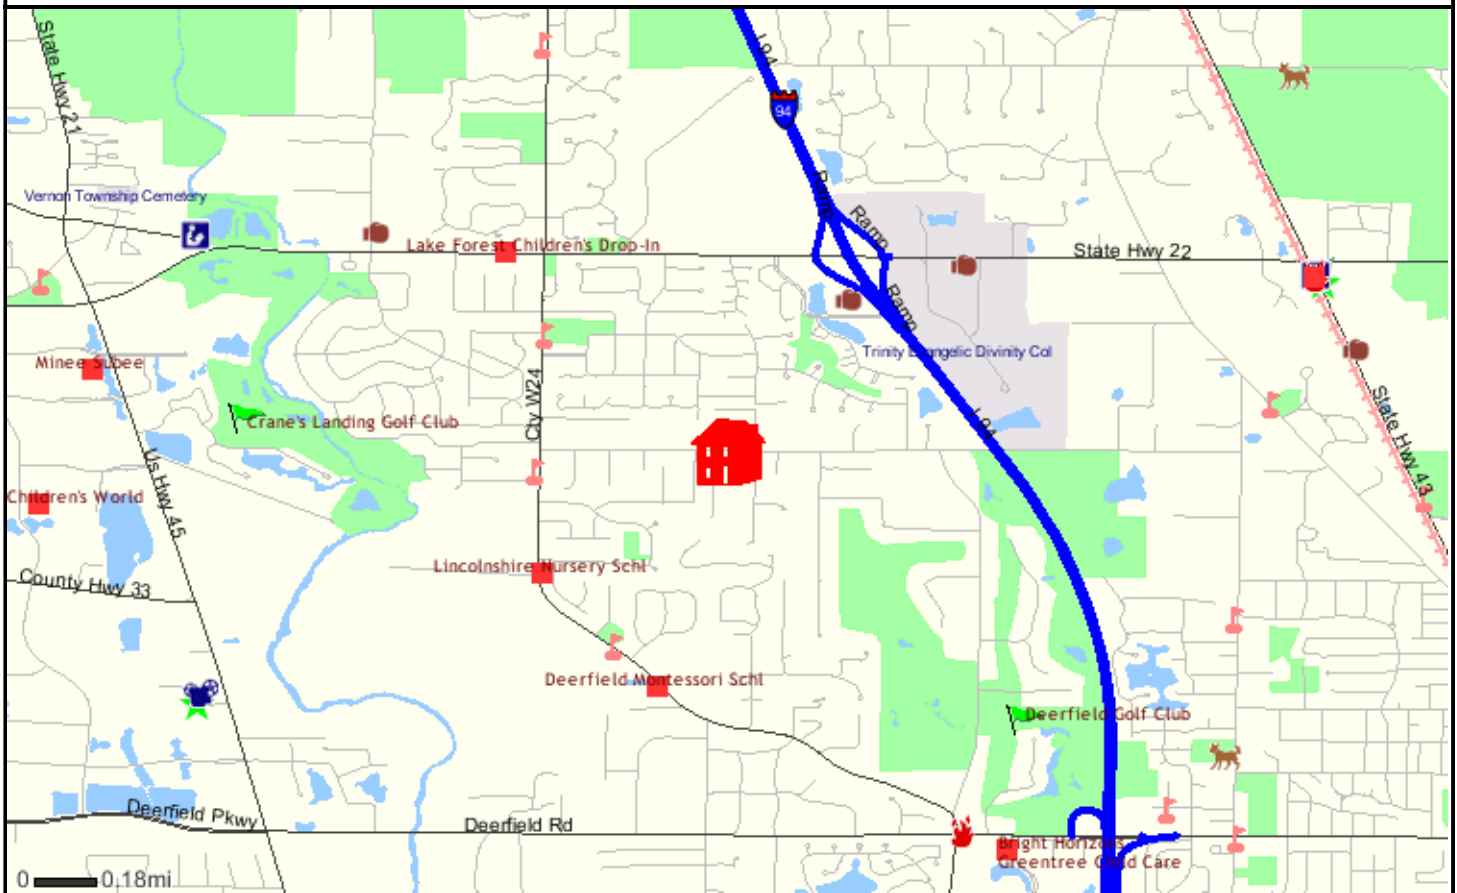 State Hwy 21
I-94
94
Vernon Township Cemetery
Ramp
Ramp
Lake Forest Children's Drop-In
State Hwy 22
Ramp
Trinity Evangelic Divinity Col
Minee Subee
Cty W24
Crane's Landing Golf Club
I-94
State Hwy 43
Us Hwy 45
Children's World
Lincolnshire Nursery Schl
County Hwy 33
Deerfield Montessori Schl
Deerfield Golf Club
Deerfield Pkwy
Deerfield Rd
Bright Horizons
Greentree Child Care
0 0.18mi